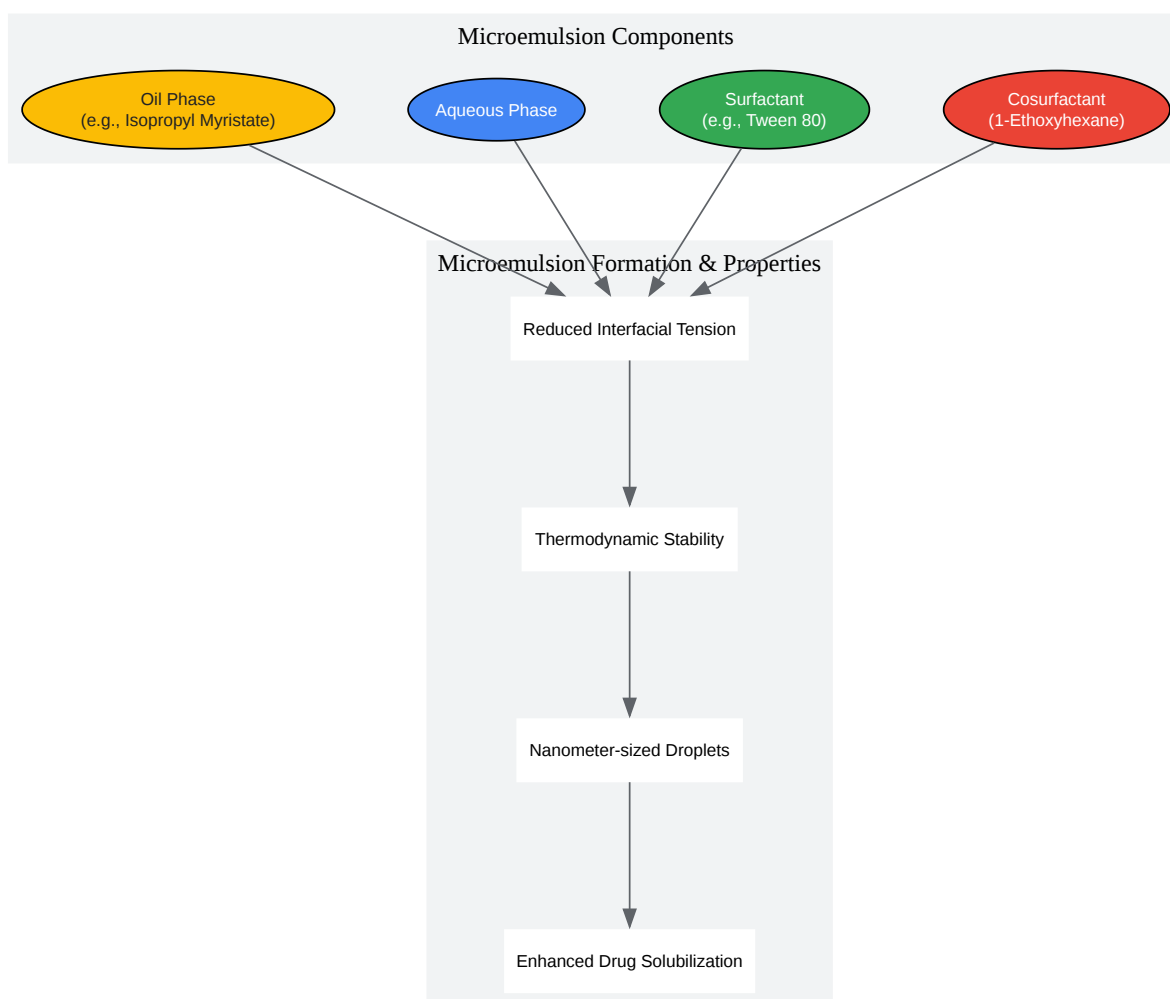 Microemulsion Components
Oil Phase
(e.g., Isopropyl Myristate)
Aqueous Phase
Surfactant
(e.g., Tween 80)
Cosurfactant
(1-Ethoxyhexane)
Microemulsion Formation & Properties
Reduced Interfacial Tension
Thermodynamic Stability
Nanometer-sized Droplets
Enhanced Drug Solubilization